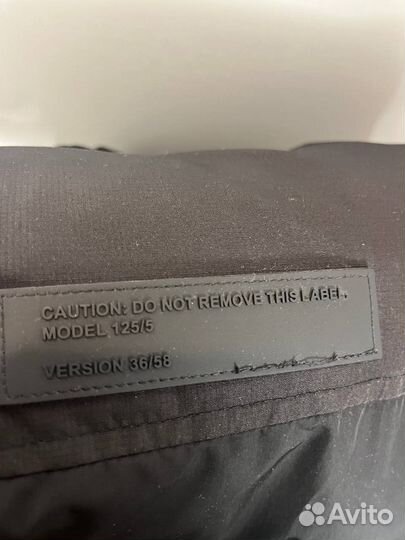 CAUTION: DO NOT REMOVE THIS LABEL.
MODEL 125/5
VERSION 36/58
Avito